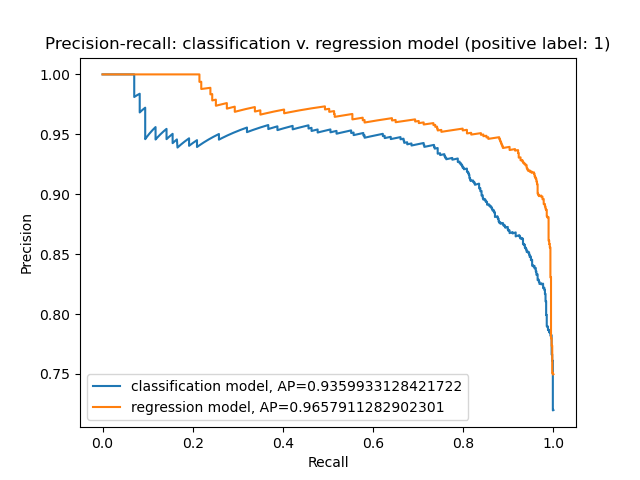 Precision-recall: classification v. regression model (positive label: 1)
1.00
0.95
0.90
0.85
0.80
0.75
Precision
classification model, AP=0.9359933128421722
regression model, AP=0.9657911282902301
0.0 0.2 0.4 0.6 0.8 1.0
Recall